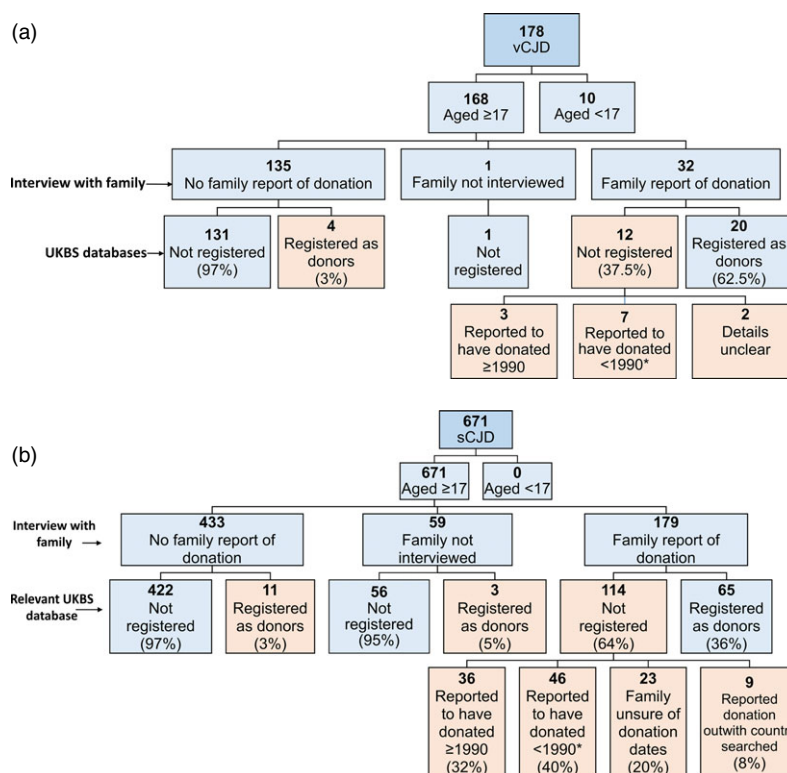 (a)
178
vCJD
168
Aged ≥17
10
Aged <17
Interview with family
135
No family report of donation
1
Family not interviewed
32
Family report of donation
UKBS databases
131
Not registered
(97%)
4
Registered as
donors
(3%)
1
Not
registered
12
Not registered
(37.5%)
20
Registered as
donors
(62.5%)
3
Reported to
have donated
≥1990
7
Reported to
have donated
<1990*
2
Details
unclear
(b)
671
sCJD
671
Aged ≥17
0
Aged <17
Interview with
family
433
No family report of
donation
59
Family not
interviewed
179
Family report of
donation
Relevant UKBS
database
422
Not
registered
(97%)
11
Registered
as donors
(3%)
56
Not
registered
(95%)
3
Registered
as donors
(5%)
114
Not
registered
(64%)
65
Registered
as donors
(36%)
36
Reported
to have
donated
≥1990
(32%)
46
Reported
to have
donated
<1990*
(40%)
23
Family
unsure of
donation
dates
(20%)
9
Reported
donation
outwith countr
searched
(8%)